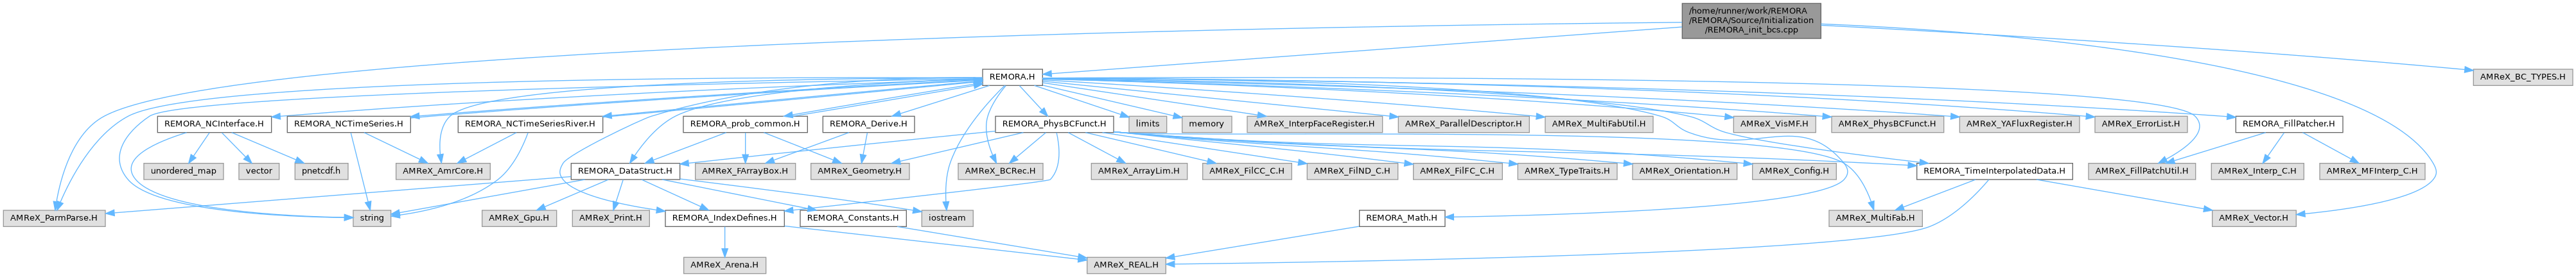 /home/runner/work/REMORA
/REMORA/Source/Initialization
/REMORA_init_bcs.cpp
REMORA.H
AMReX_BC_TYPES.H
REMORA_NCInterface.H
REMORA_NCTimeSeries.H
REMORA_NCTimeSeriesRiver.H
REMORA_prob_common.H
REMORA_Derive.H
REMORA_PhysBCFunct.H
limits
memory
AMReX_InterpFaceRegister.H
AMReX_ParallelDescriptor.H
AMReX_MultiFabUtil.H
AMReX_VisMF.H
AMReX_PhysBCFunct.H
AMReX_YAFluxRegister.H
AMReX_ErrorList.H
REMORA_FillPatcher.H
unordered_map
vector
pnetcdf.h
AMReX_AmrCore.H
REMORA_DataStruct.H
AMReX_FArrayBox.H
AMReX_Geometry.H
AMReX_BCRec.H
AMReX_ArrayLim.H
AMReX_FilCC_C.H
AMReX_FilND_C.H
AMReX_FilFC_C.H
AMReX_TypeTraits.H
AMReX_Orientation.H
AMReX_Config.H
REMORA_TimeInterpolatedData.H
AMReX_FillPatchUtil.H
AMReX_Interp_C.H
AMReX_MFInterp_C.H
AMReX_ParmParse.H
string
AMReX_Gpu.H
AMReX_Print.H
REMORA_IndexDefines.H
REMORA_Constants.H
iostream
REMORA_Math.H
AMReX_MultiFab.H
AMReX_Vector.H
AMReX_Arena.H
AMReX_REAL.H